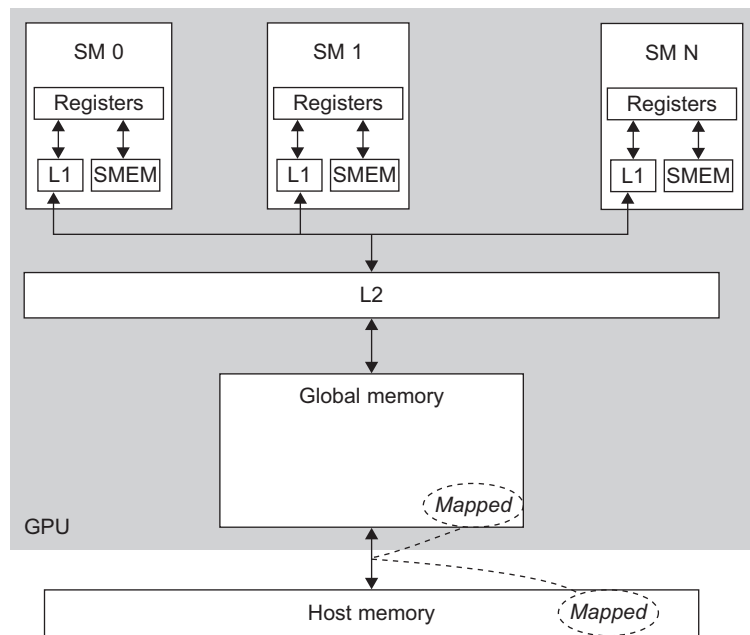 SM 0
SM 1
SM N
Registers
Registers
Registers
L1
SMEM
L1
SMEM
L1
SMEM
L2
Global memory
Mapped
GPU
Host memory
Mapped